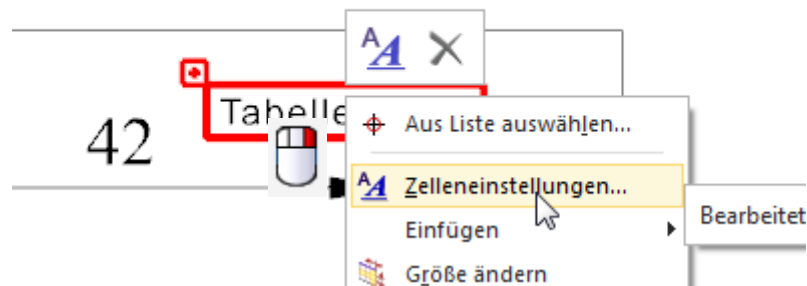 Tabelle
42
Aus Liste auswählen...
Zelleneinstellungen...
Bearbeitet
Einfügen
Größe ändern